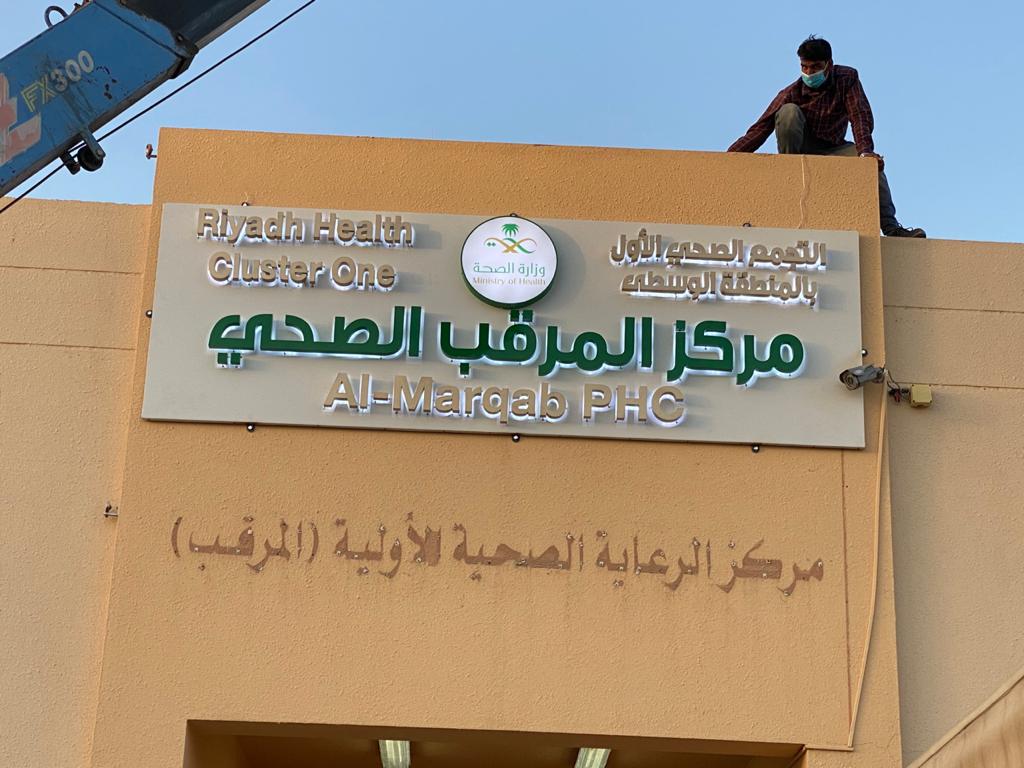 FX300
Riyadh Health
Cluster One
وزارة الصحة
Ministry of Health
التجمع الصحي الأول
بالمنطقة الوسطى
مركز المرقب الصحي
Al-Marqab PHC
مركز الرعاية الصحية الأولية (المرقب)